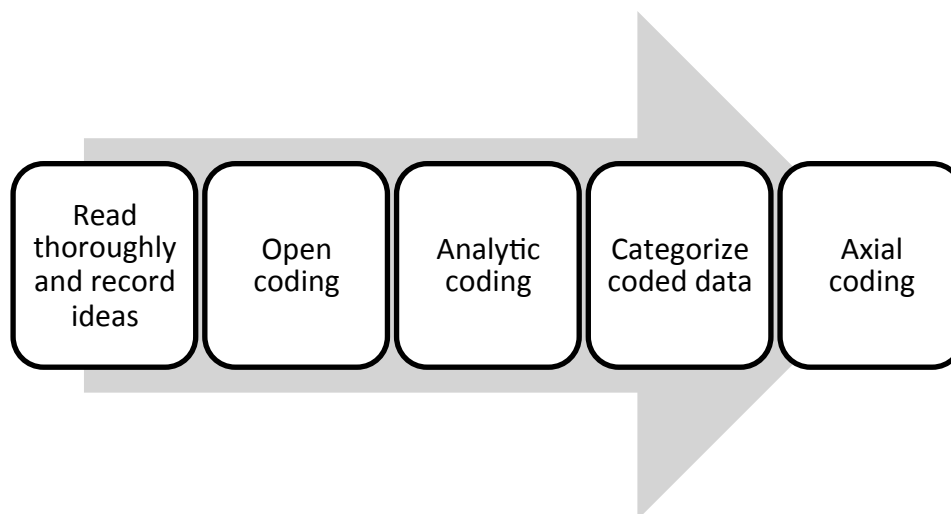 Read
thoroughly
and record
ideas
Open
coding
Analytic
coding
Categorize
coded data
Axial
coding